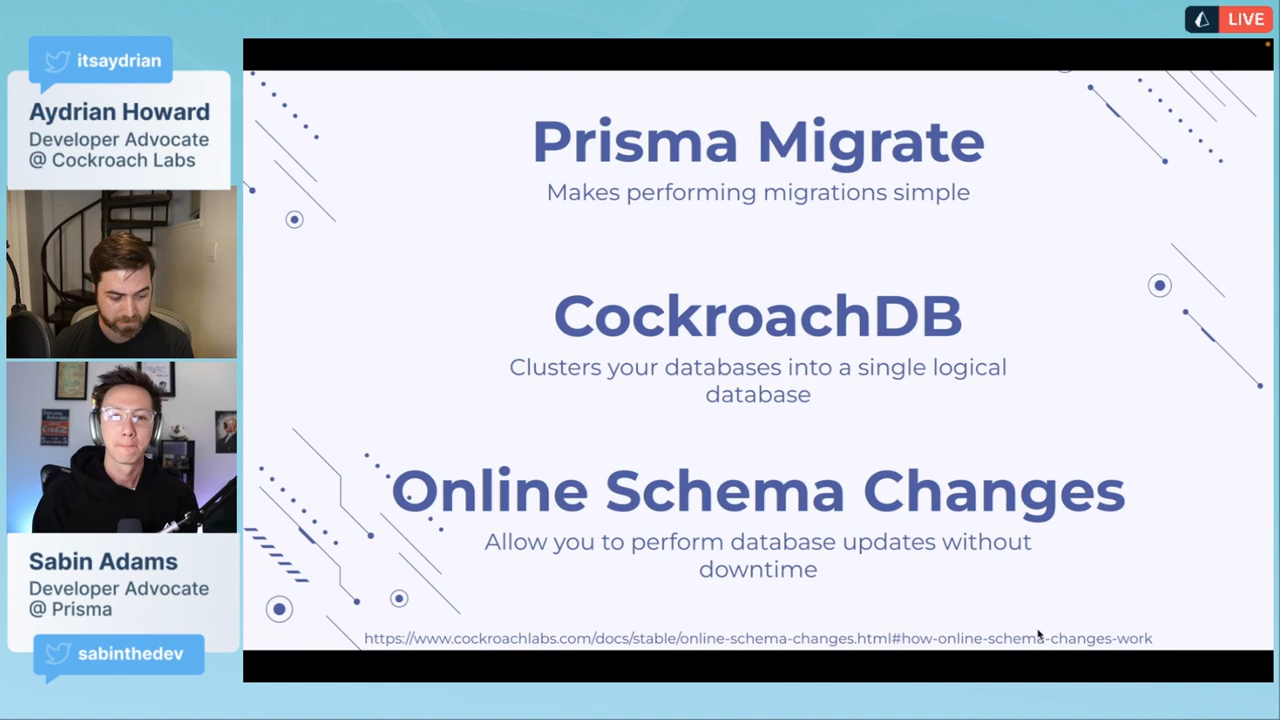 LIVE
itsaydrian
Aydrian Howard
Developer Advocate
@ Cockroach Labs
Sabin Adams
Developer Advocate
@ Prisma
sabinthedev
Prisma Migrate
Makes performing migrations simple
CockroachDB
Clusters your databases into a single logical
database
Online Schema Changes
Allow you to perform database updates without
downtime
https://www.cockroachlabs.com/docs/stable/online-schema-changes.html#how-online-schema-changes-work